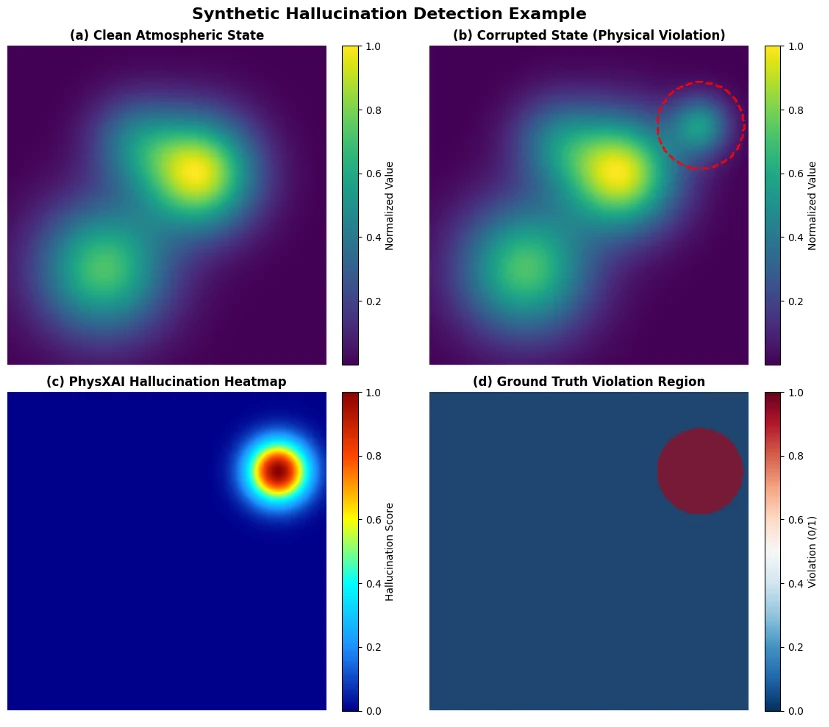 Synthetic Hallucination Detection Example
(a) Clean Atmospheric State
1.0
0.8
0.6
0.4
0.2
Normalized Value
(b) Corrupted State (Physical Violation)
1.0
0.8
0.6
0.4
0.2
Normalized Value
(c) PhysXAI Hallucination Heatmap
1.0
0.8
0.6
0.4
0.2
0.0
Hallucination Score
(d) Ground Truth Violation Region
1.0
0.8
0.6
0.4
0.2
0.0
Violation (0/1)